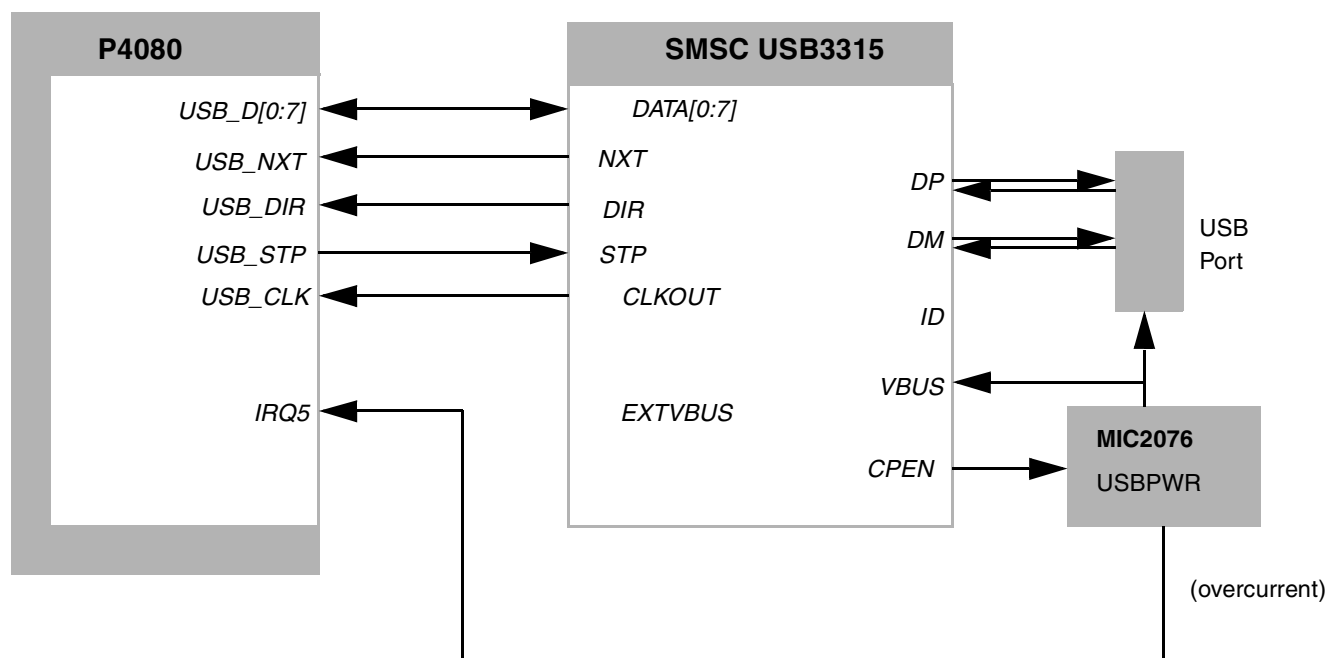 P4080
USB_D[0:7]
USB_NXT
USB_DIR
USB_STP
USB_CLK
IRQ5
SMSC USB3315
DATA[0:7]
NXT
DIR
STP
CLKOUT
EXTVBUS
DP
DM
ID
VBUS
CPEN
USB
Port
MIC2076
USBPWR
(overcurrent)